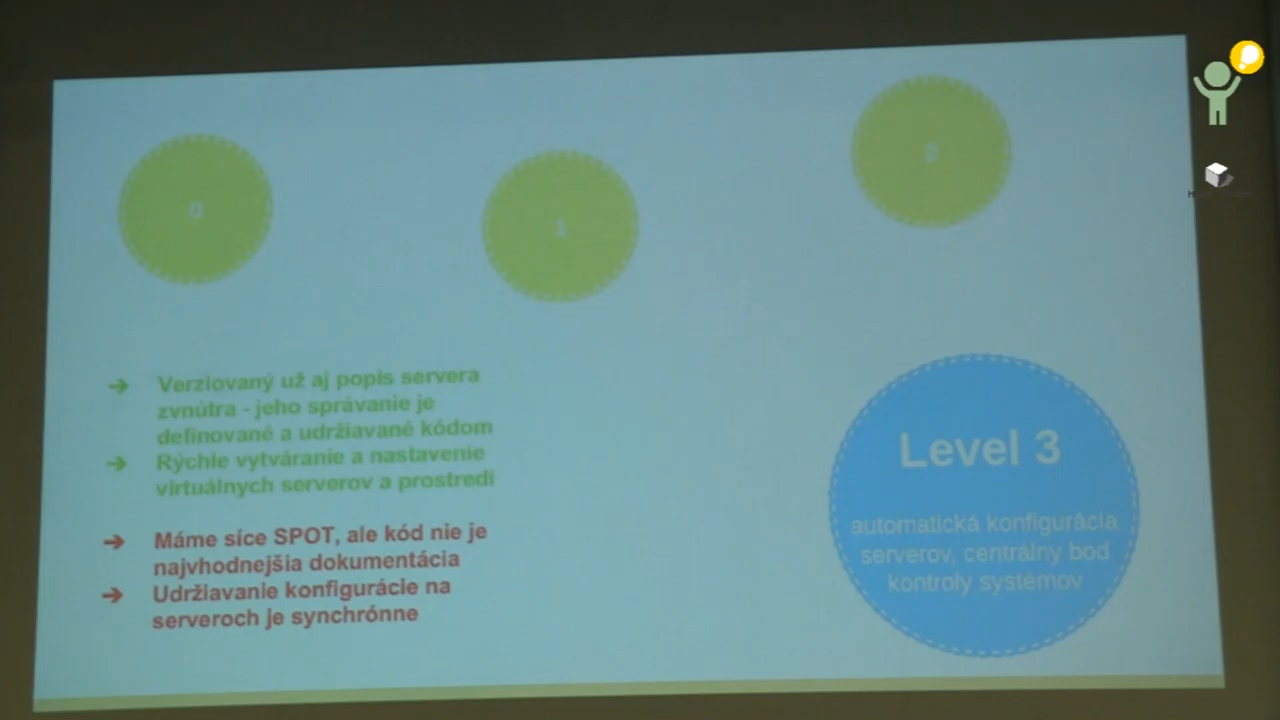 0
1
2
➔ Verziovaný už aj popis servera
zvnútra - jeho správanie je
definované a udržiavané kódom
➔ Rýchle vytváranie a nastavenie
virtuálnych serverov a prostredí
➔ Máme síce SPOT, ale kód nie je
najvhodnejšia dokumentácia
➔ Udržiavanie konfigurácie na
serveroch je synchrónne
Level 3
automatická konfigurácia
serverov, centrálny bod
kontroly systémov